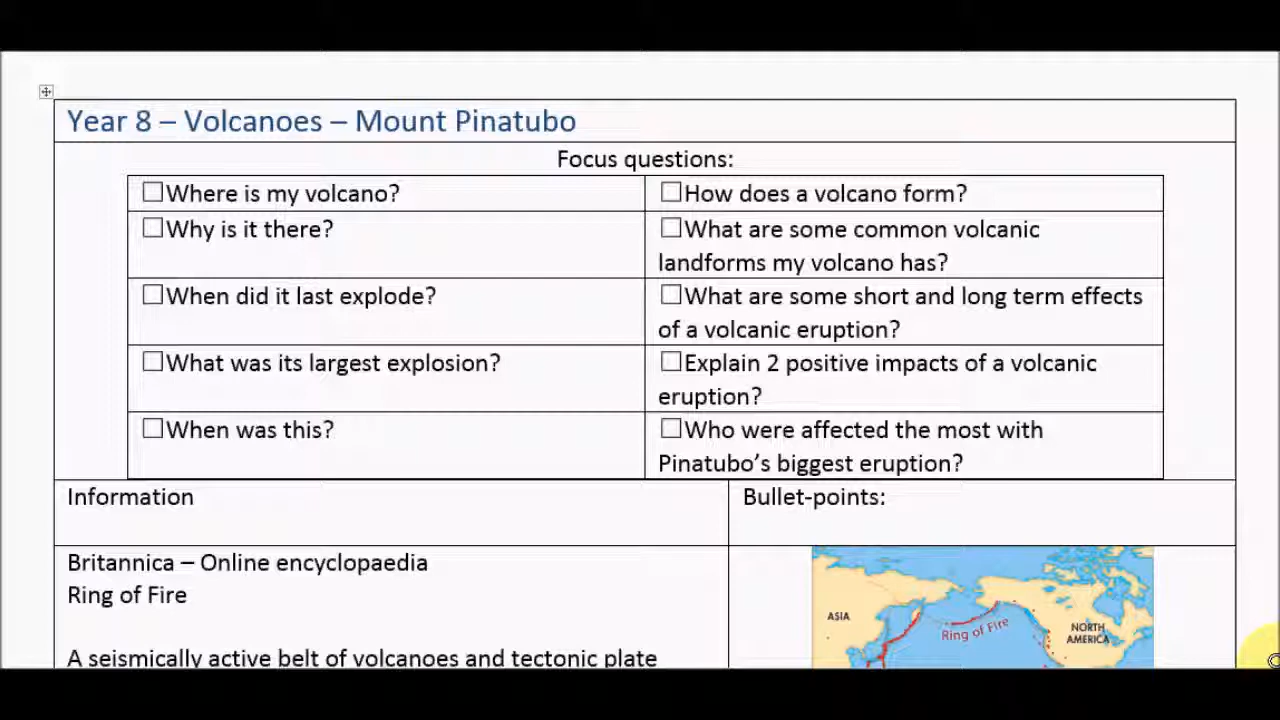 Year 8 – Volcanoes – Mount Pinatubo
Focus questions:
☐Where is my volcano?
☐How does a volcano form?
☐Why is it there?
☐What are some common volcanic
landforms my volcano has?
☐When did it last explode?
☐What are some short and long term effects
of a volcanic eruption?
☐What was its largest explosion?
☐Explain 2 positive impacts of a volcanic
eruption?
☐When was this?
☐Who were affected the most with
Pinatubo’s biggest eruption?
Information
Bullet-points:
Britannica – Online encyclopaedia
Ring of Fire
A seismically active belt of volcanoes and tectonic plate
ASIA
Ring of Fire
NORTH
AMERICA